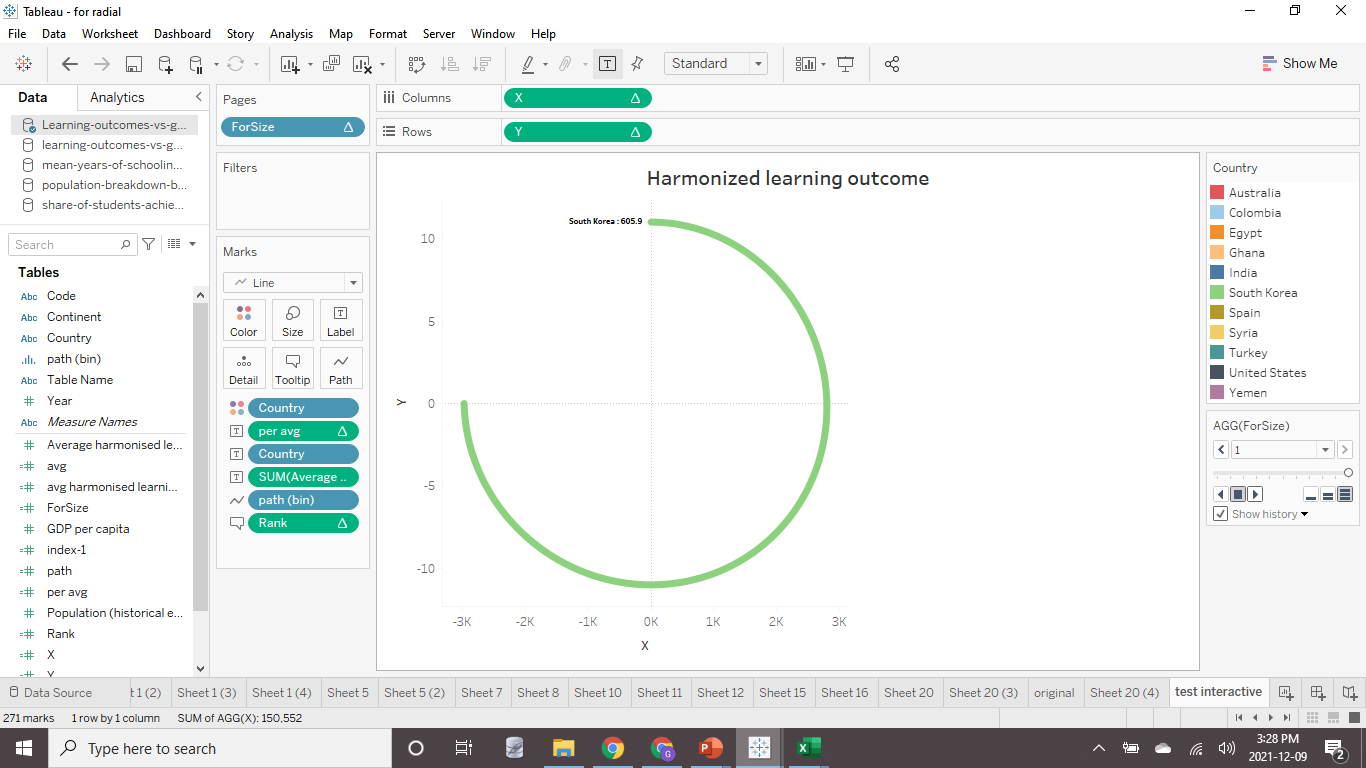 Tableau - for radial
File Data Worksheet Dashboard Story Analysis Map Format Server Window Help
Standard
Show Me
Data Analytics
Learning-outcomes-vs-g...
learning-outcomes-vs-g...
mean-years-of-schoolin...
population-breakdown-b...
share-of-students-achie...
Search
Tables
Abc Code
Abc Continent
Abc Country
path (bin)
Abc Table Name
# Year
Abc Measure Names
# Average harmonised le...
=# avg
=# avg harmonised learni...
=# ForSize
# GDP per capita
=# index-1
=# path
=# per avg
# Population (historical e...
=# Rank
=# X
=# Y
Pages
ForSize Δ
Filters
Marks
Line
Color Size Label
Detail Tooltip Path
Country
T per avg Δ
T Country
T SUM(Average ..
path (bin)
Rank Δ
Columns X Δ
Rows Y Δ
Harmonized learning outcome
South Korea : 605.9
10
5
0
-5
-10
Y
-3K -2K -1K 0K 1K 2K 3K
X
Country
Australia
Colombia
Egypt
Ghana
India
South Korea
Spain
Syria
Turkey
United States
Yemen
AGG(ForSize)
1
Show history
Data Source t 1 (2) Sheet 1 (3) Sheet 1 (4) Sheet 5 Sheet 5 (2) Sheet 7 Sheet 8 Sheet 10 Sheet 11 Sheet 12 Sheet 15 Sheet 16 Sheet 20 Sheet 20 (3) original Sheet 20 (4) test interactive
271 marks 1 row by 1 column SUM of AGG(X): 150,552
Type here to search
G
P
X
3:28 PM
2021-12-09
2